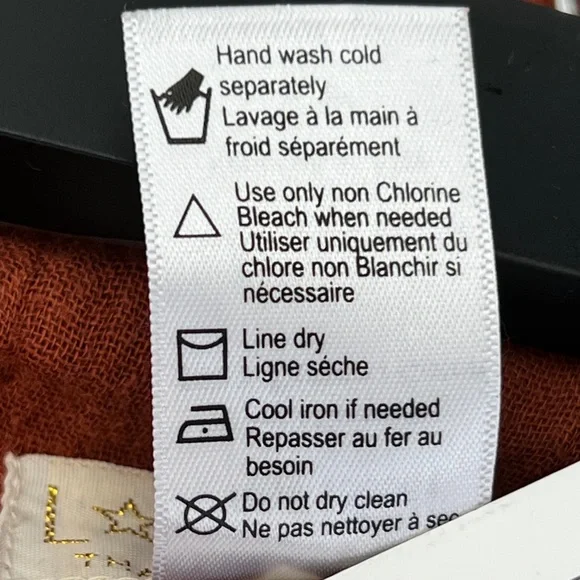 Hand wash cold
separately
Lavage à la main à
froid séparément
Use only non Chlorine
Bleach when needed
Utiliser uniquement du
chlore non Blanchir si
nécessaire
Line dry
Ligne séche
Cool iron if needed
Repasser au fer au
besoin
Do not dry clean
Ne pas nettoyer à